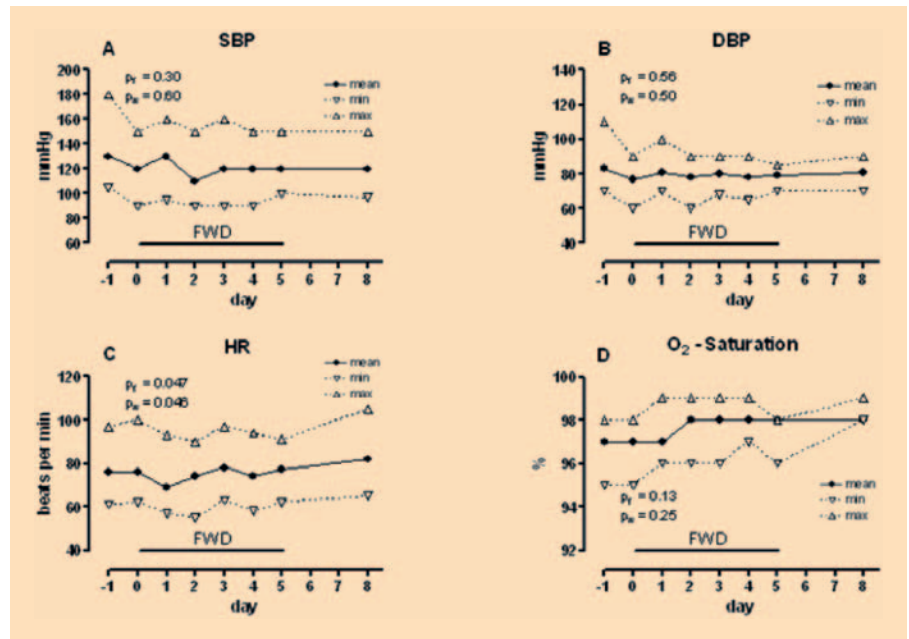 A
SBP
200
180
160
140
120
100
80
60
mmHg
pF = 0.30
pw = 0.60
mean
min
max
FWD
-1 0 1 2 3 4 5 6 7 8
day
B
DBP
140
120
100
80
60
40
mmHg
pF = 0.56
pw = 0.50
mean
min
max
FWD
-1 0 1 2 3 4 5 6 7 8
day
C
HR
120
100
80
60
40
beats per min
pF = 0.047
pw = 0.046
mean
min
max
FWD
-1 0 1 2 3 4 5 6 7 8
day
D
O2 -Saturation
100
98
96
94
92
%
pF = 0.13
pw = 0.25
mean
min
max
FWD
-1 0 1 2 3 4 5 6 7 8
day